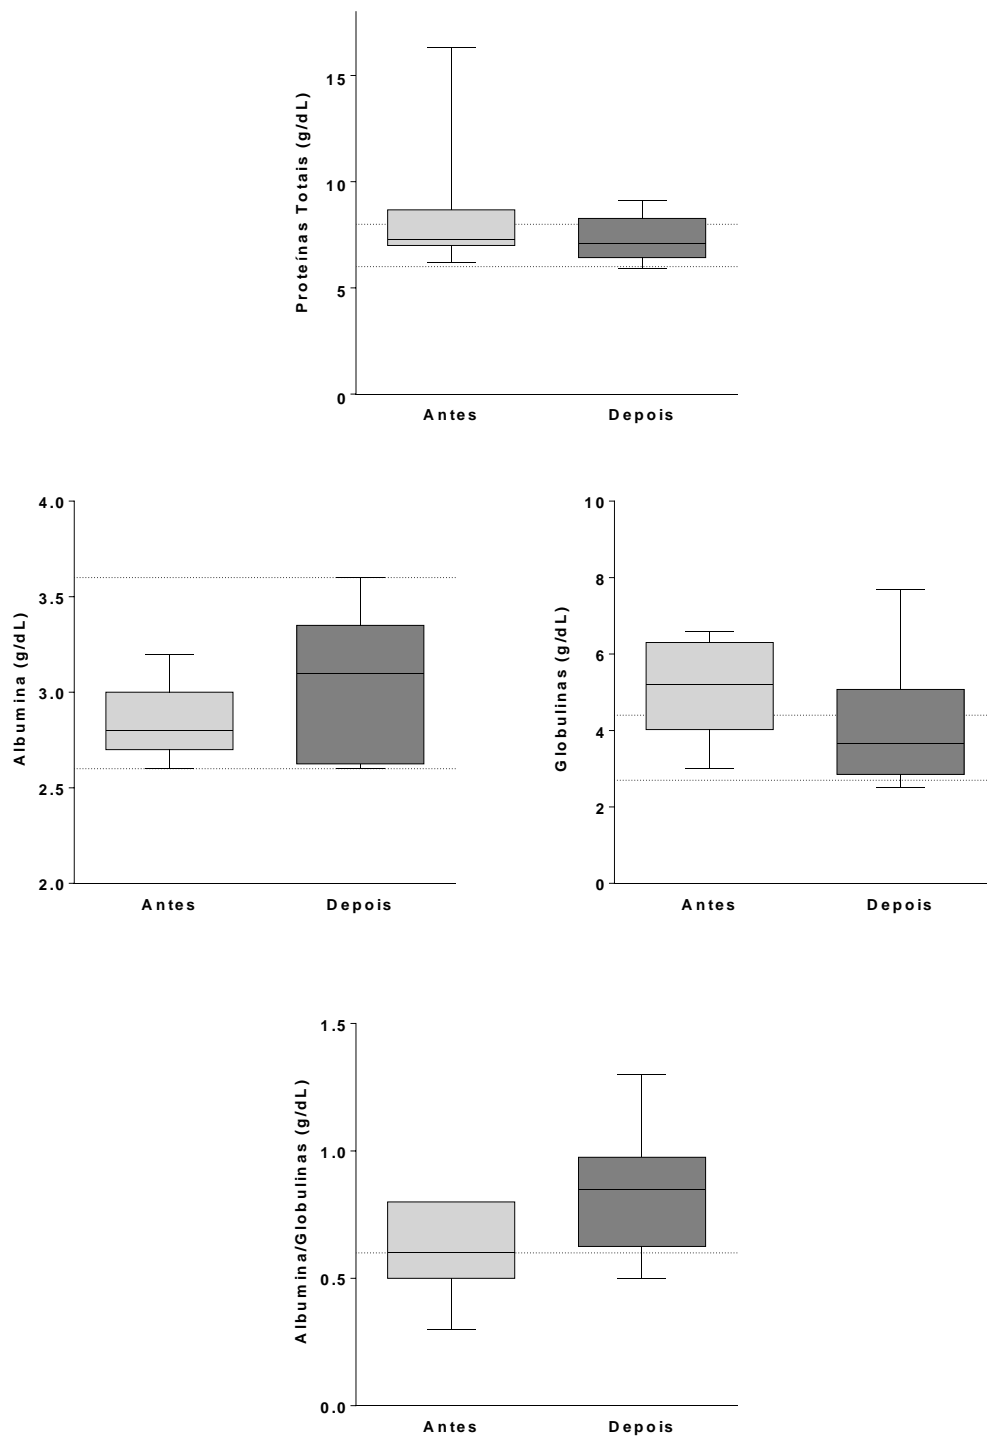 Proteínas Totais (g/dL)
15
10
5
0
Antes Depois
Albumina (g/dL)
4.0
3.5
3.0
2.5
2.0
Antes Depois
Globulinas (g/dL)
10
8
6
4
2
0
Antes Depois
Albumina/Globulinas (g/dL)
1.5
1.0
0.5
0.0
Antes Depois